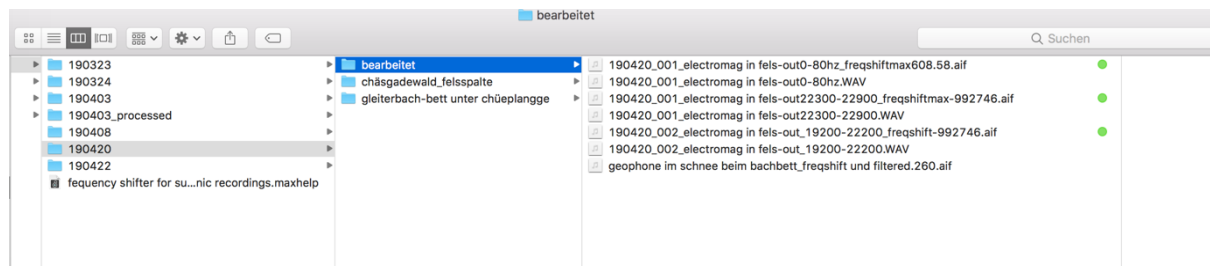 bearbeitet
Suchen
190323
190324
190403
190403_processed
190408
190420
190422
fequency shifter for su...nic recordings.maxhelp
bearbeitet
chäsgadewald_felsspalte
gleiterbach-bett unter chüeplangge
190420_001_electromag in fels-out0-80hz_freqshiftmax608.58.aif
190420_001_electromag in fels-out0-80hz.WAV
190420_001_electromag in fels-out22300-22900_freqshiftmax-992746.aif
190420_001_electromag in fels-out22300-22900.WAV
190420_002_electromag in fels-out_19200-22200_freqshift-992746.aif
190420_002_electromag in fels-out_19200-22200.WAV
geophone im schnee beim bachbett_freqshift und filtered.260.aif